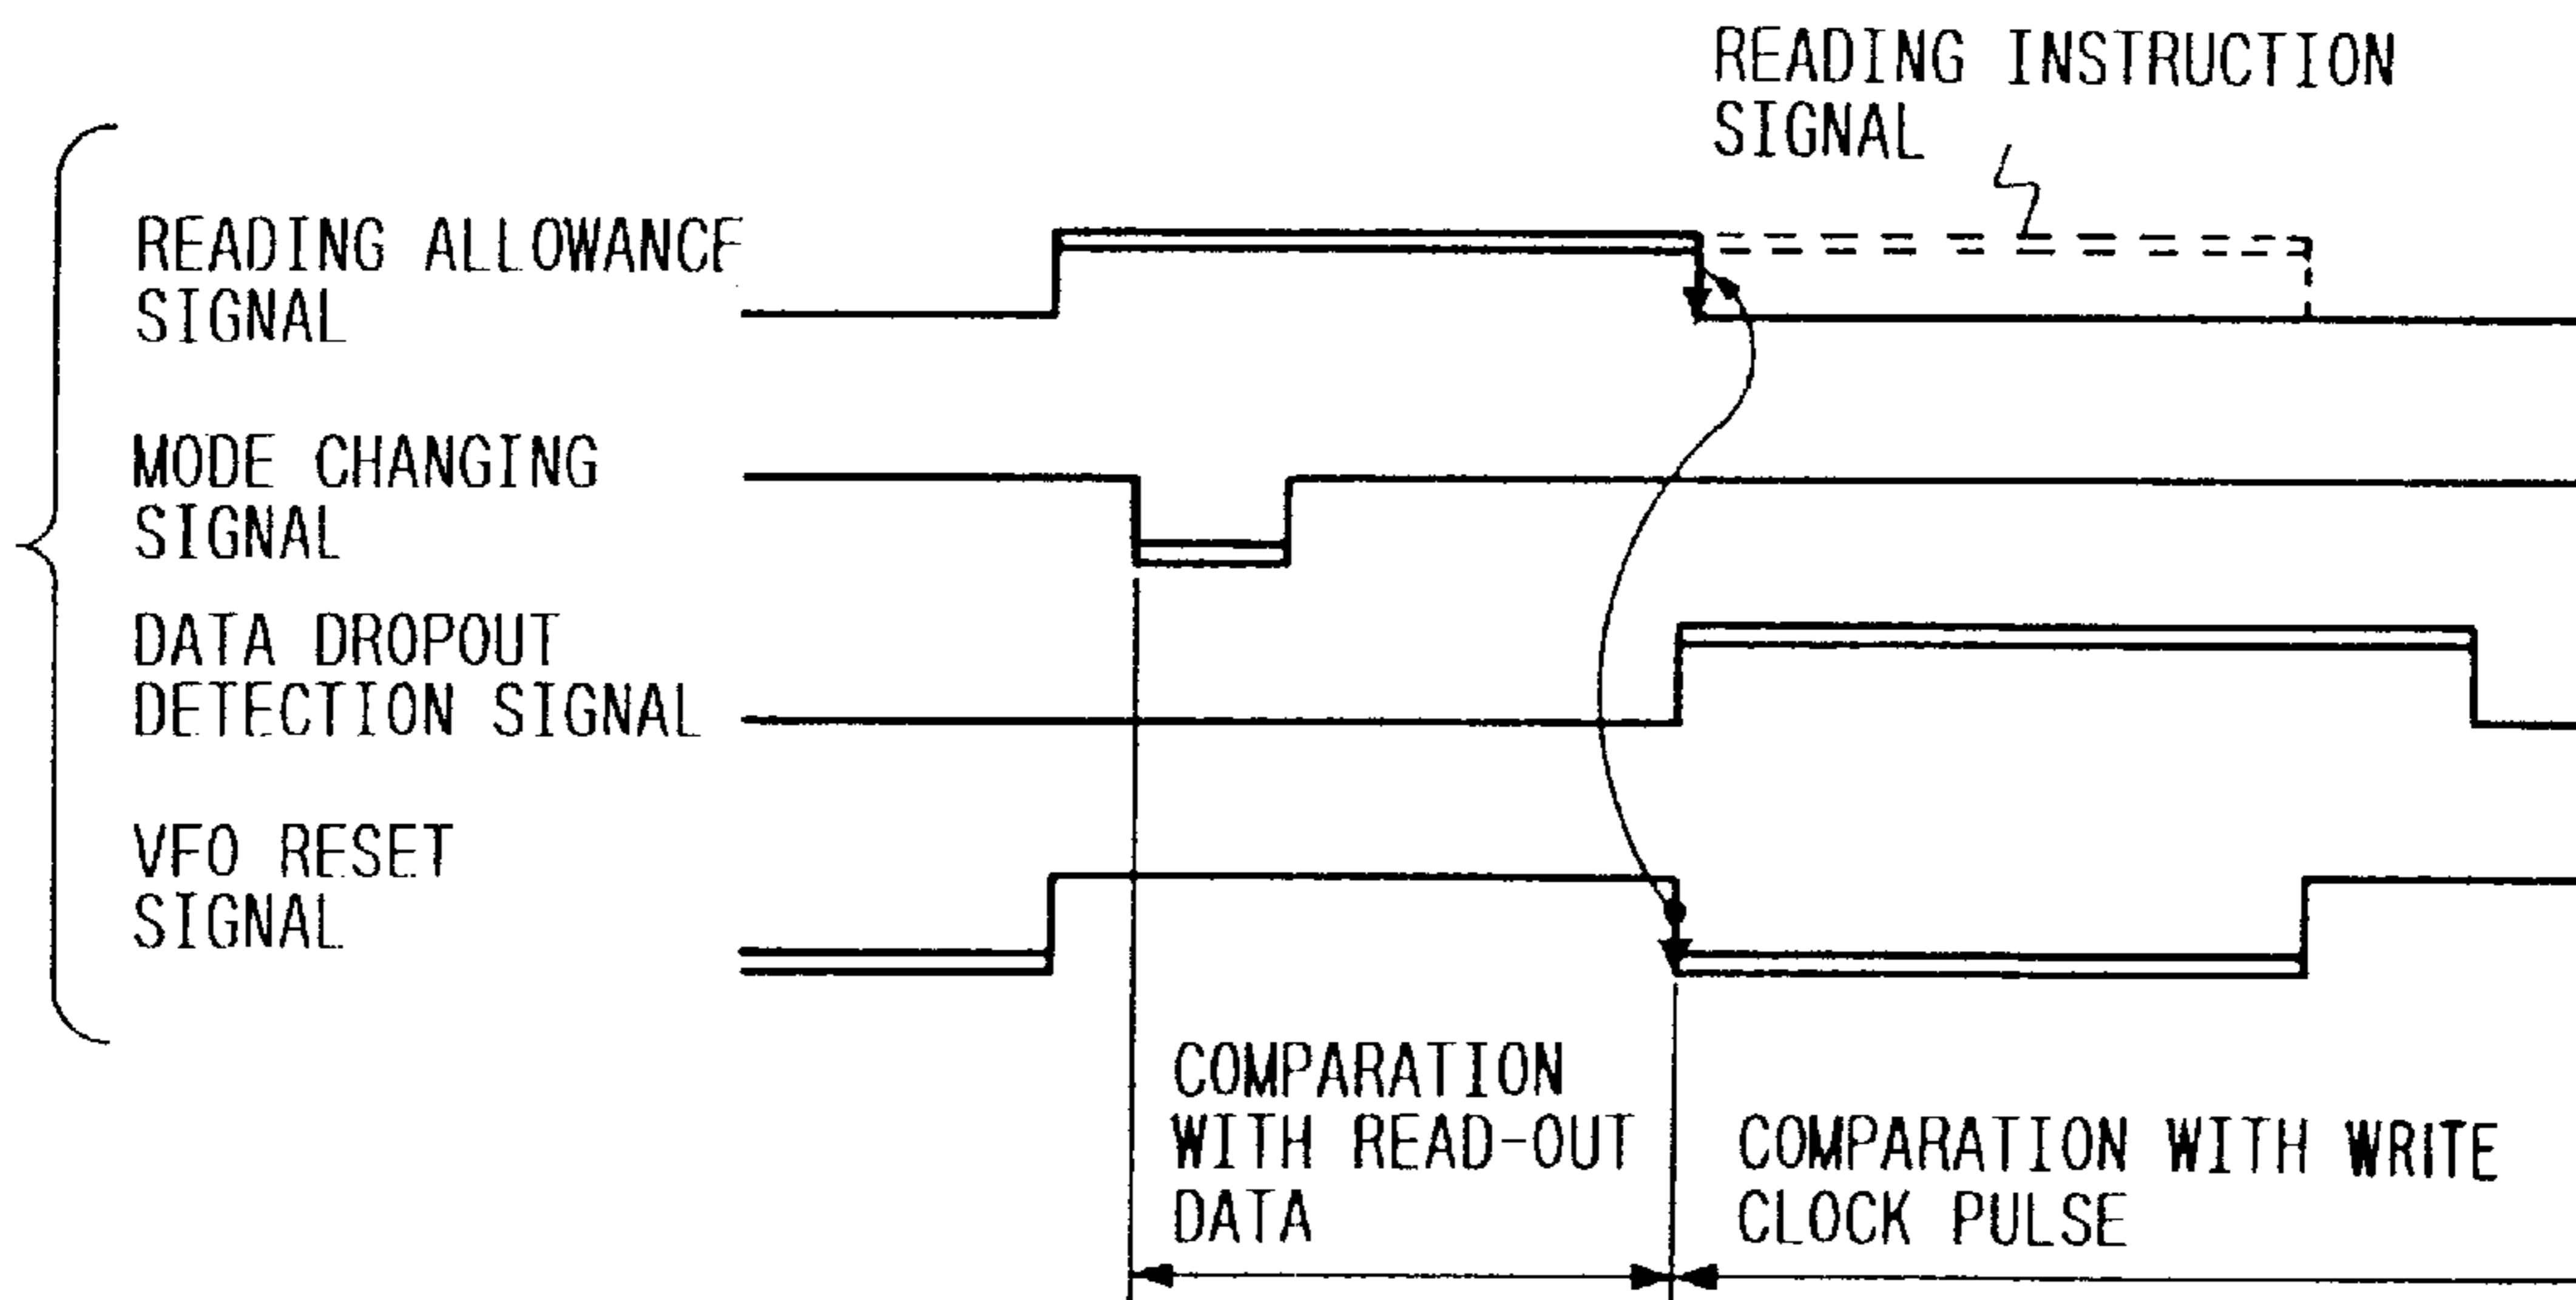 READING INSTRUCTION
SIGNAL
READING ALLOWANCE
SIGNAL
MODE CHANGING
SIGNAL
DATA DROPOUT
DETECTION SIGNAL
VFO RESET
SIGNAL
COMPARATION
WITH READ-OUT
DATA
COMPARATION WITH WRITE
CLOCK PULSE